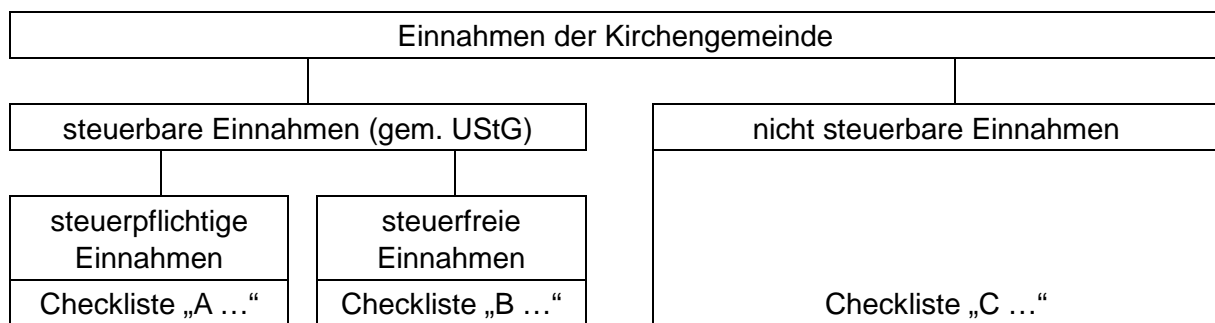 Einnahmen der Kirchengemeinde
steuerbare Einnahmen (gem. UStG)
nicht steuerbare Einnahmen
steuerpflichtige
Einnahmen
steuerfreie
Einnahmen
Checkliste „A …“
Checkliste „B …“
Checkliste „C …“